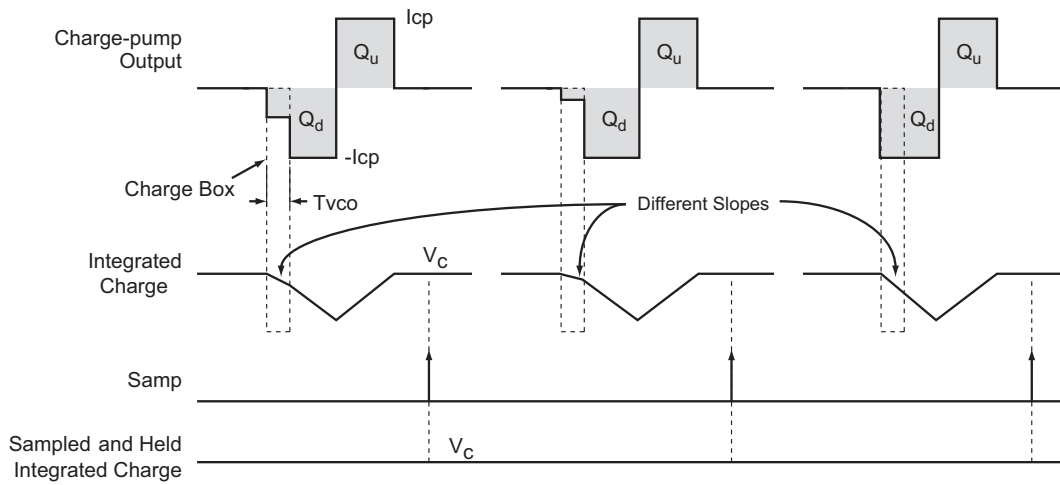 Icp
Charge-pump
Output
Qu
Qu
Qu
Qd
Qd
Qd
-Icp
Charge Box
Tvco
Different Slopes
Integrated
Charge
Vc
Samp
Sampled and Held
Integrated Charge
Vc